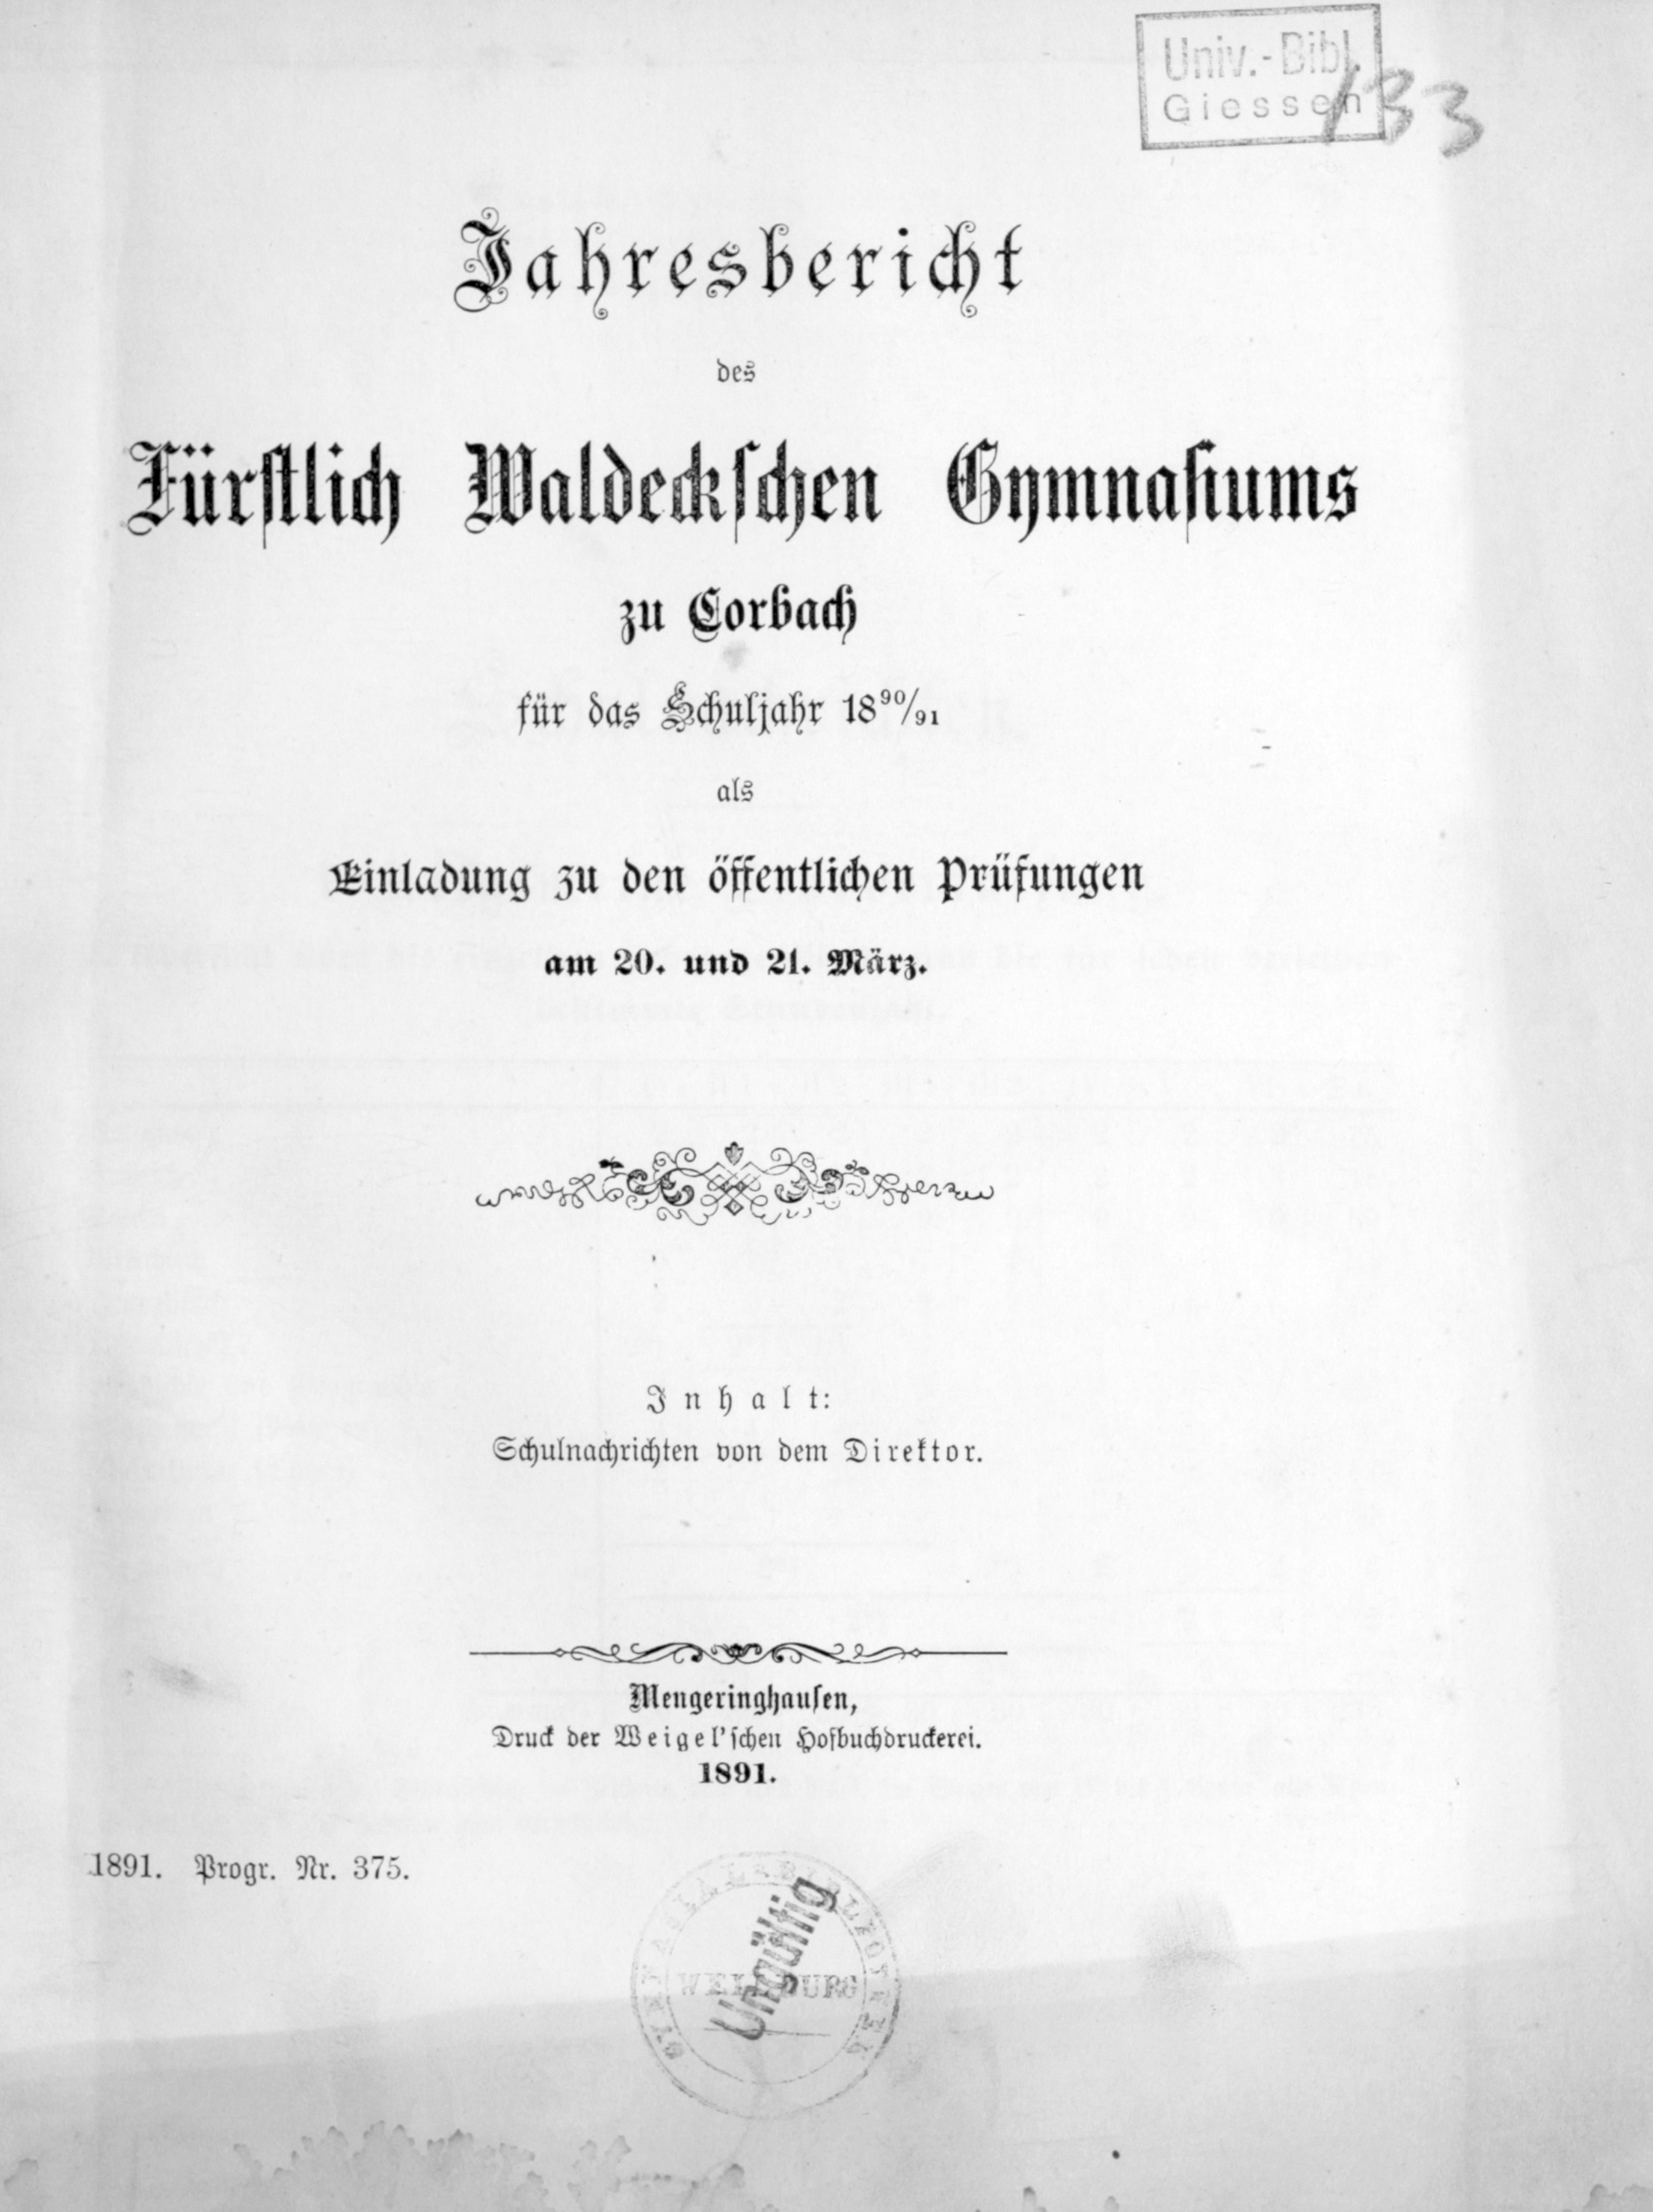 Univ.-Bibl.
Giessen
133
Jahresbericht
des
Fürstlich Waldeckſchen Gymnaſiums
zu Corbach
für das Schuljahr 18⁹⁰/₉₁
als
Einladung zu den öffentlichen Prüfungen
am 20. und 21. März.
Inhalt:
Schulnachrichten von dem Direktor.
Mengeringhauſen,
Druck der Weigel'ſchen Hofbuchdruckerei.
1891.
1891. Progr. Nr. 375.
Ungültig